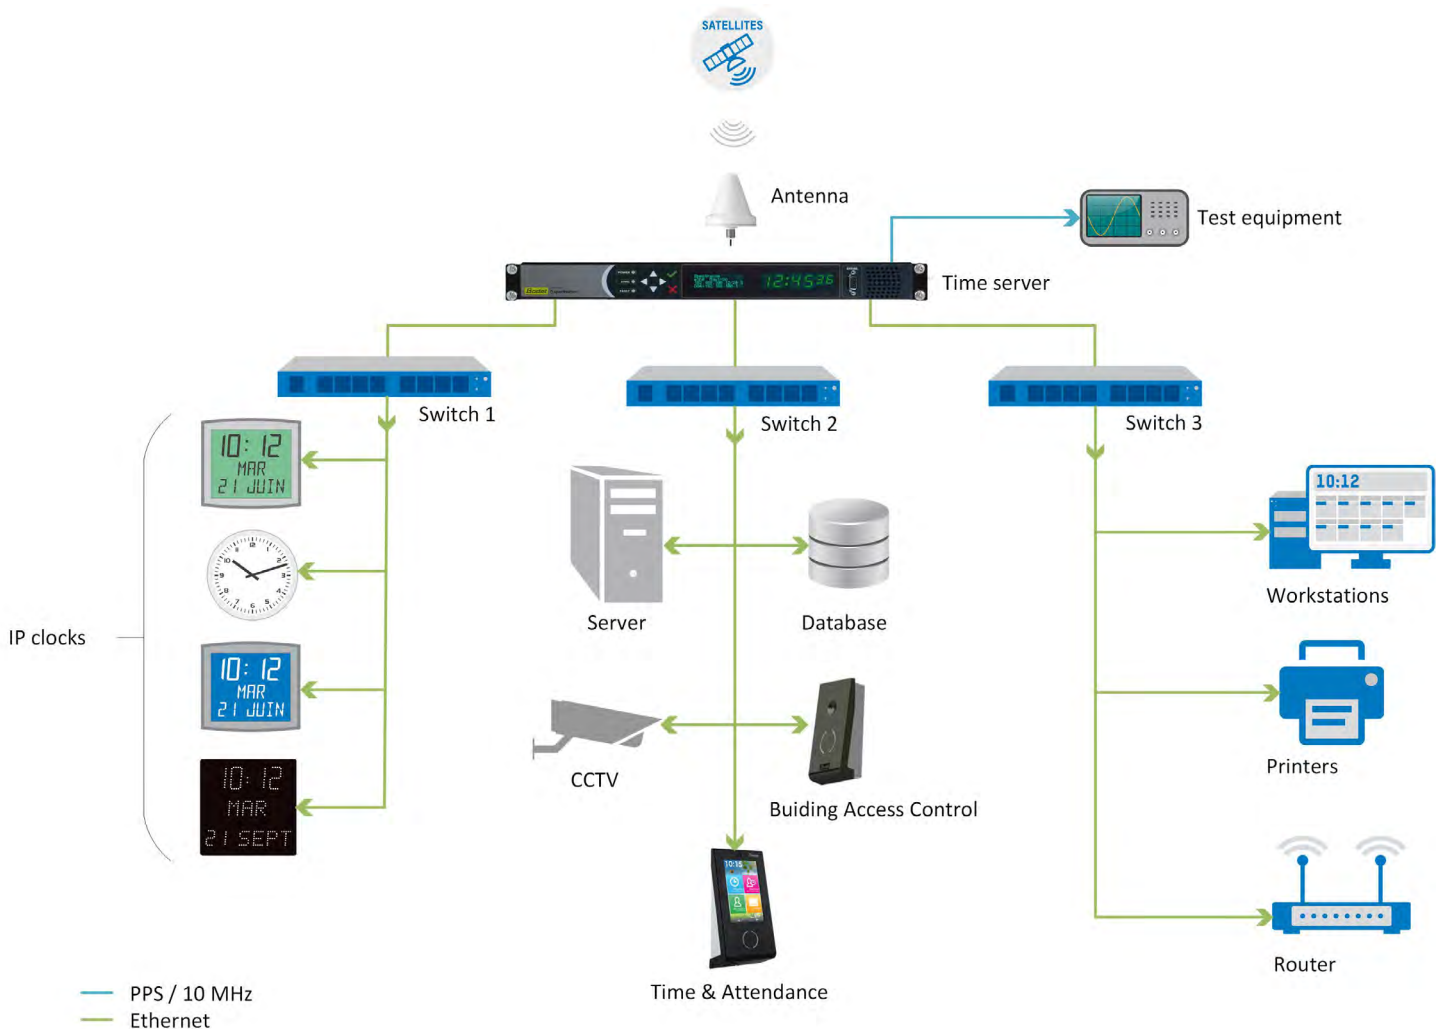 SATELLITES
Antenna
Test equipment
POWER
12:45 36
Time server
Switch 1
Switch 2
Switch 3
10:12
MAR
21 JUIN
10:12
Workstations
Server
Database
IP clocks
10:12
MAR
21 JUIN
CCTV
Buiding Access Control
Printers
10:12
MAR
21 SEPT
Time & Attendance
Router
PPS / 10 MHz
Ethernet